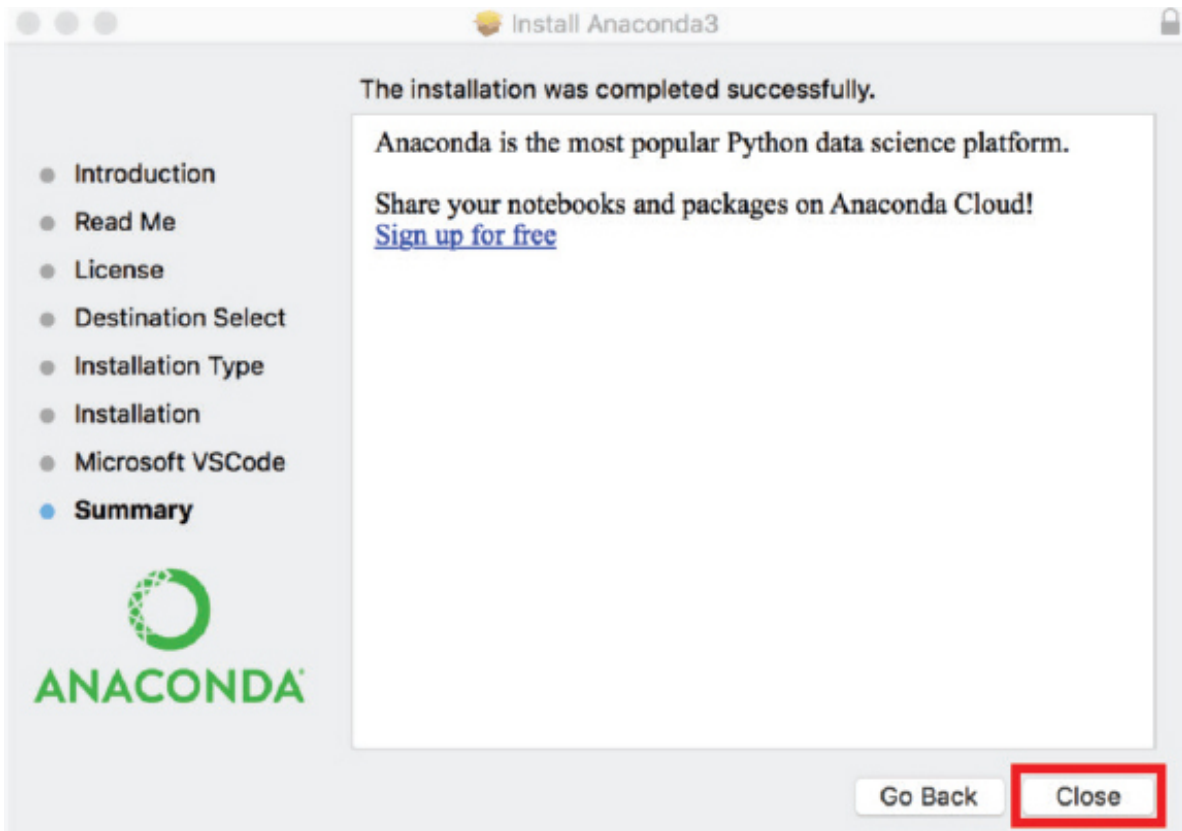 Install Anaconda3
The installation was completed successfully.
Introduction
Read Me
License
Destination Select
Installation Type
Installation
Microsoft VSCode
Summary
ANACONDA
Anaconda is the most popular Python data science platform.
Share your notebooks and packages on Anaconda Cloud!
Sign up for free
Go Back
Close